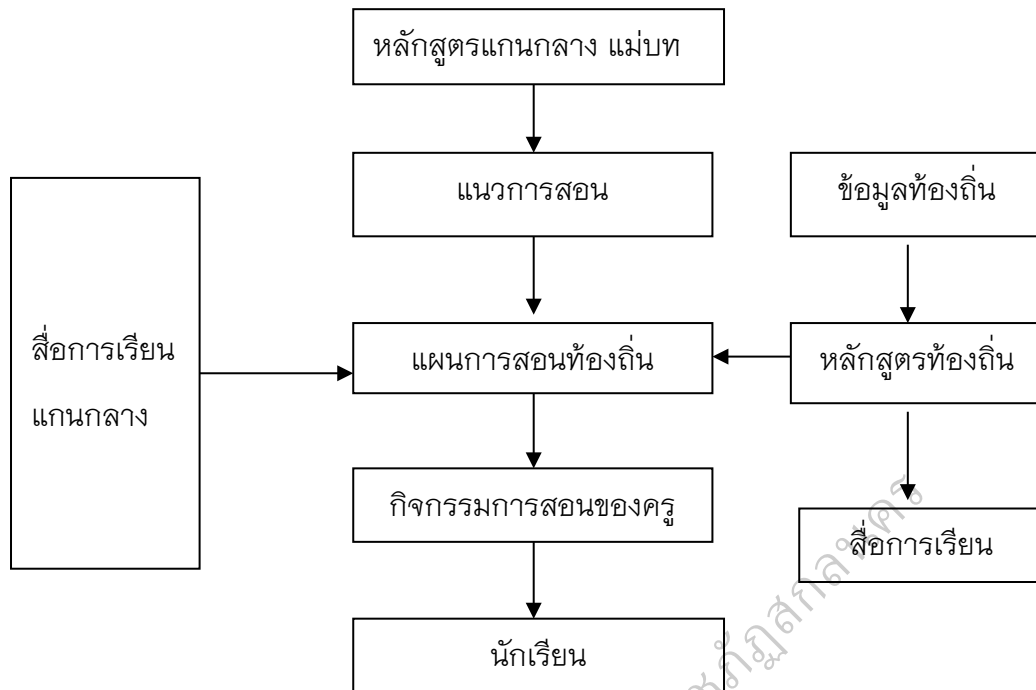 หลักสูตรแกนกลาง แม่บท
แนวการสอน
ข้อมูลท้องถิ่น
สื่อการเรียน
แกนกลาง
แผนการสอนท้องถิ่น
หลักสูตรท้องถิ่น
กิจกรรมการสอนของครู
สื่อการเรียน
นักเรียน